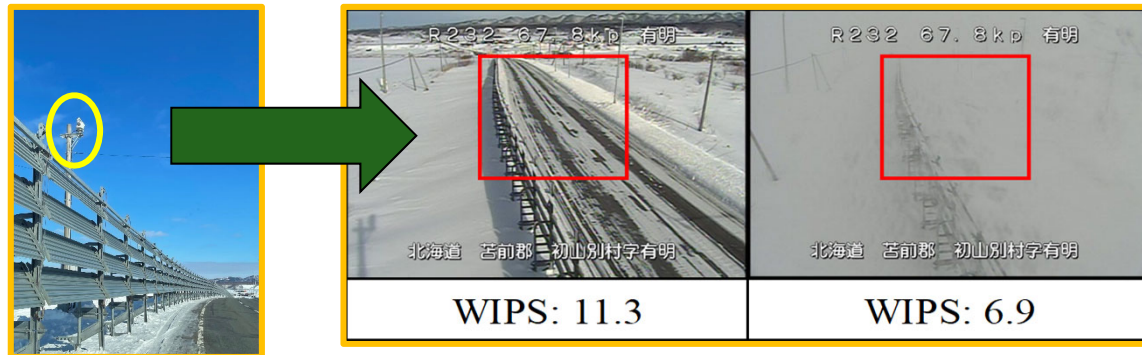 R232 67.8kp 有明
北海道 苫前郡 初山別村字有明
WIPS: 11.3
R232 67.8kp 有明
北海道 苫前郡 初山別村字有明
WIPS: 6.9